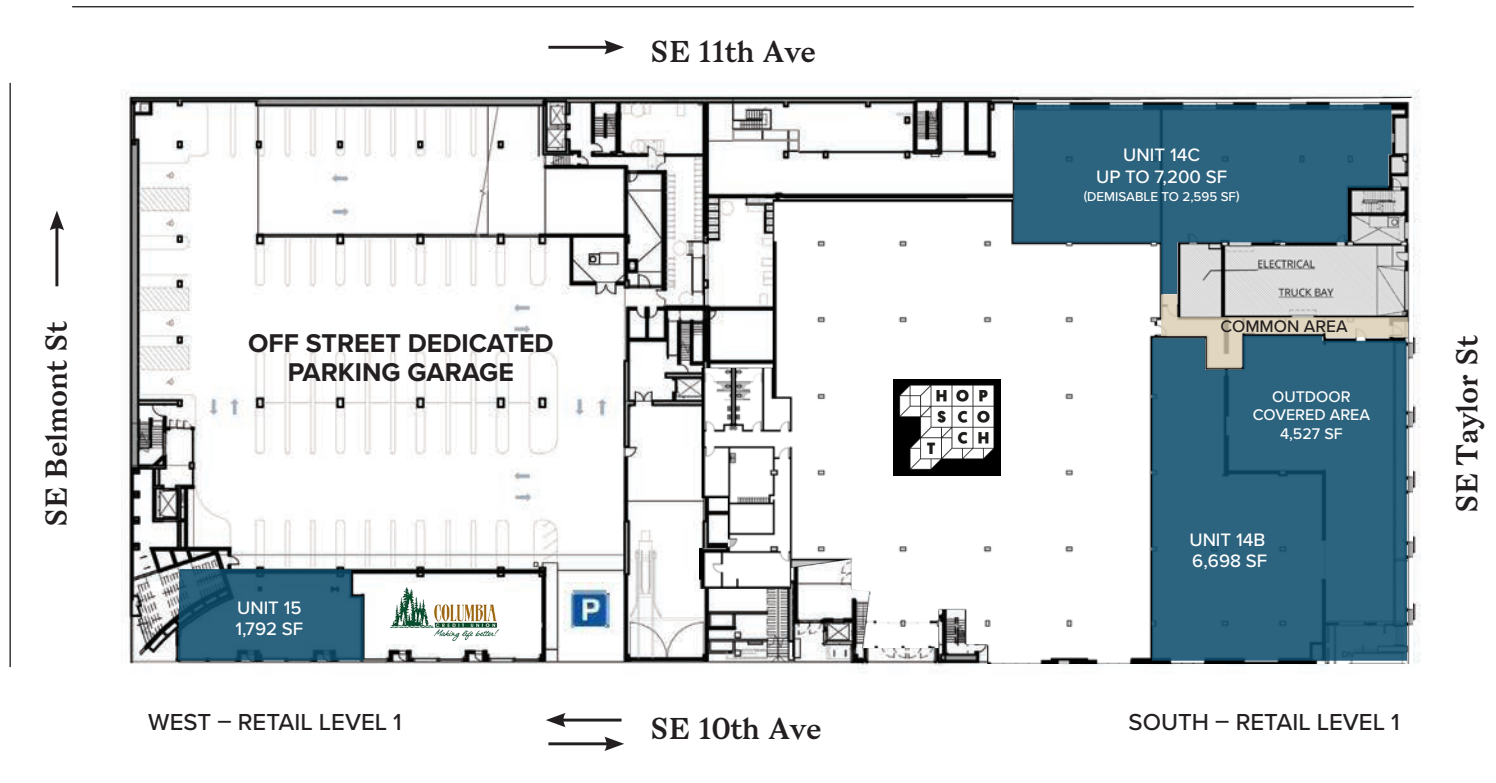 SE 11th Ave
UNIT 14C
UP TO 7,200 SF
(DEMISABLE TO 2,595 SF)
ELECTRICAL
TRUCK BAY
COMMON AREA
OFF STREET DEDICATED
PARKING GARAGE
SE Belmont St
SE Taylor St
HOP
SCO
TCH
OUTDOOR
COVERED AREA
4,527 SF
UNIT 14B
6,698 SF
UNIT 15
1,792 SF
COLUMBIA
CREDIT UNION
Making life better!
P
WEST – RETAIL LEVEL 1
SE 10th Ave
SOUTH – RETAIL LEVEL 1